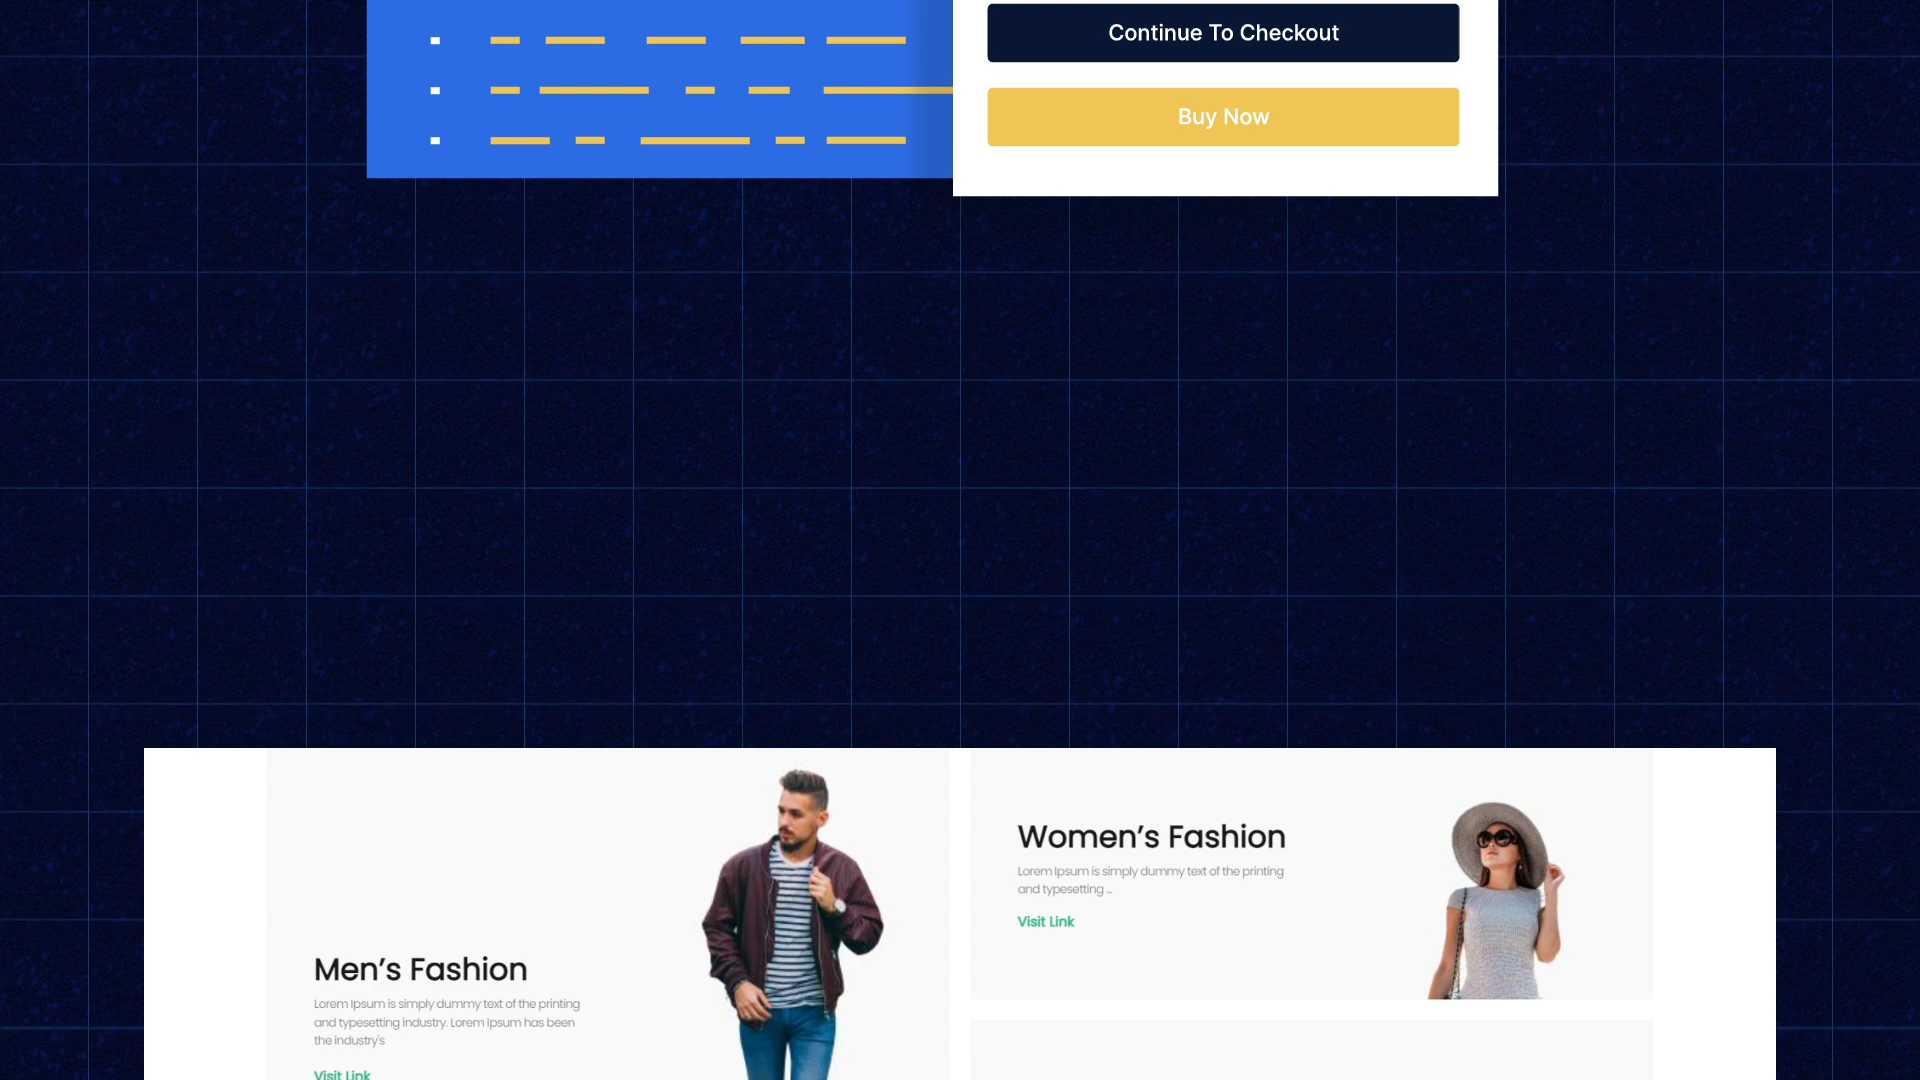 Continue To Checkout
Buy Now
Women's Fashion
Lorem Ipsum is simply dummy text of the printing
and typesetting ...
Visit Link
Men's Fashion
Lorem Ipsum is simply dummy text of the printing
and typesetting industry. Lorem Ipsum has been
the industry's
Visit Link